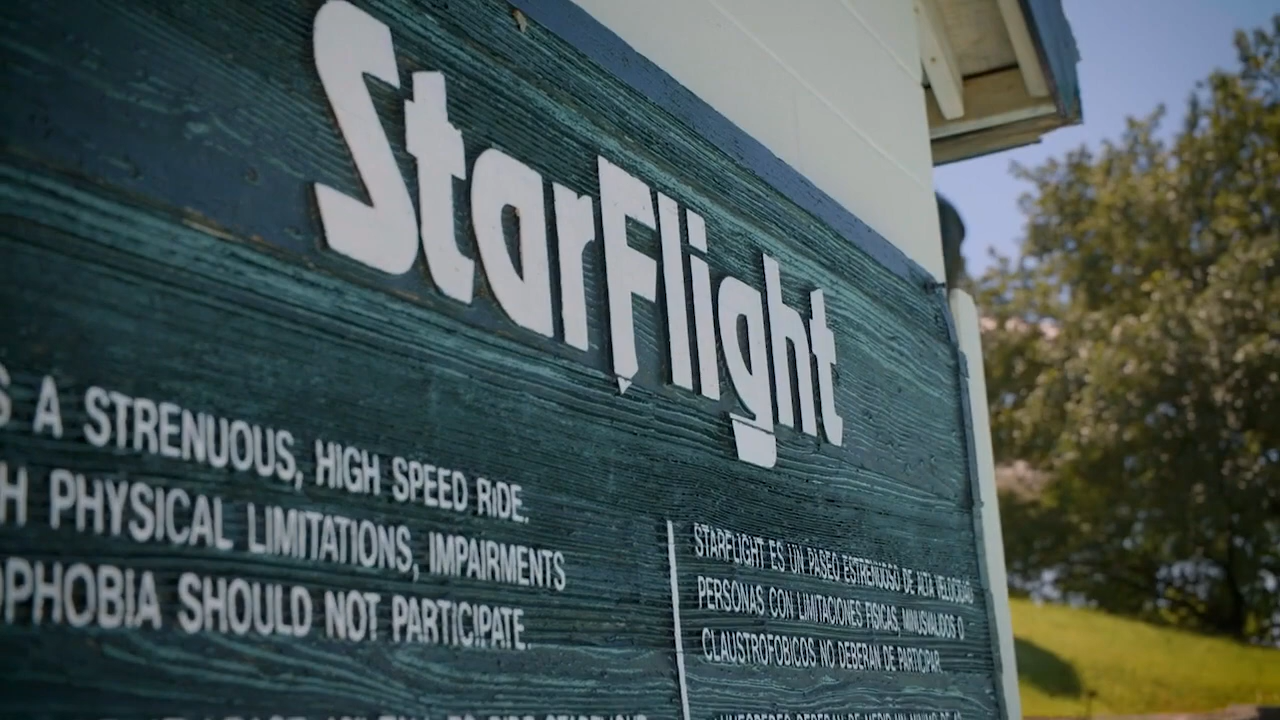 StarFlight
S A STRENUOUS, HIGH SPEED RIDE.
H PHYSICAL LIMITATIONS, IMPAIRMENTS
OPHOBIA SHOULD NOT PARTICIPATE.
STARFLIGHT ES UN PASEO ESTRENUOSO DE ALTA VELOCIDAD
PERSONAS CON LIMITACIONES FISICAS, MINUSVALIDOS O
CLAUSTROFOBICOS NO DEBERAN DE PARTICIPAR.